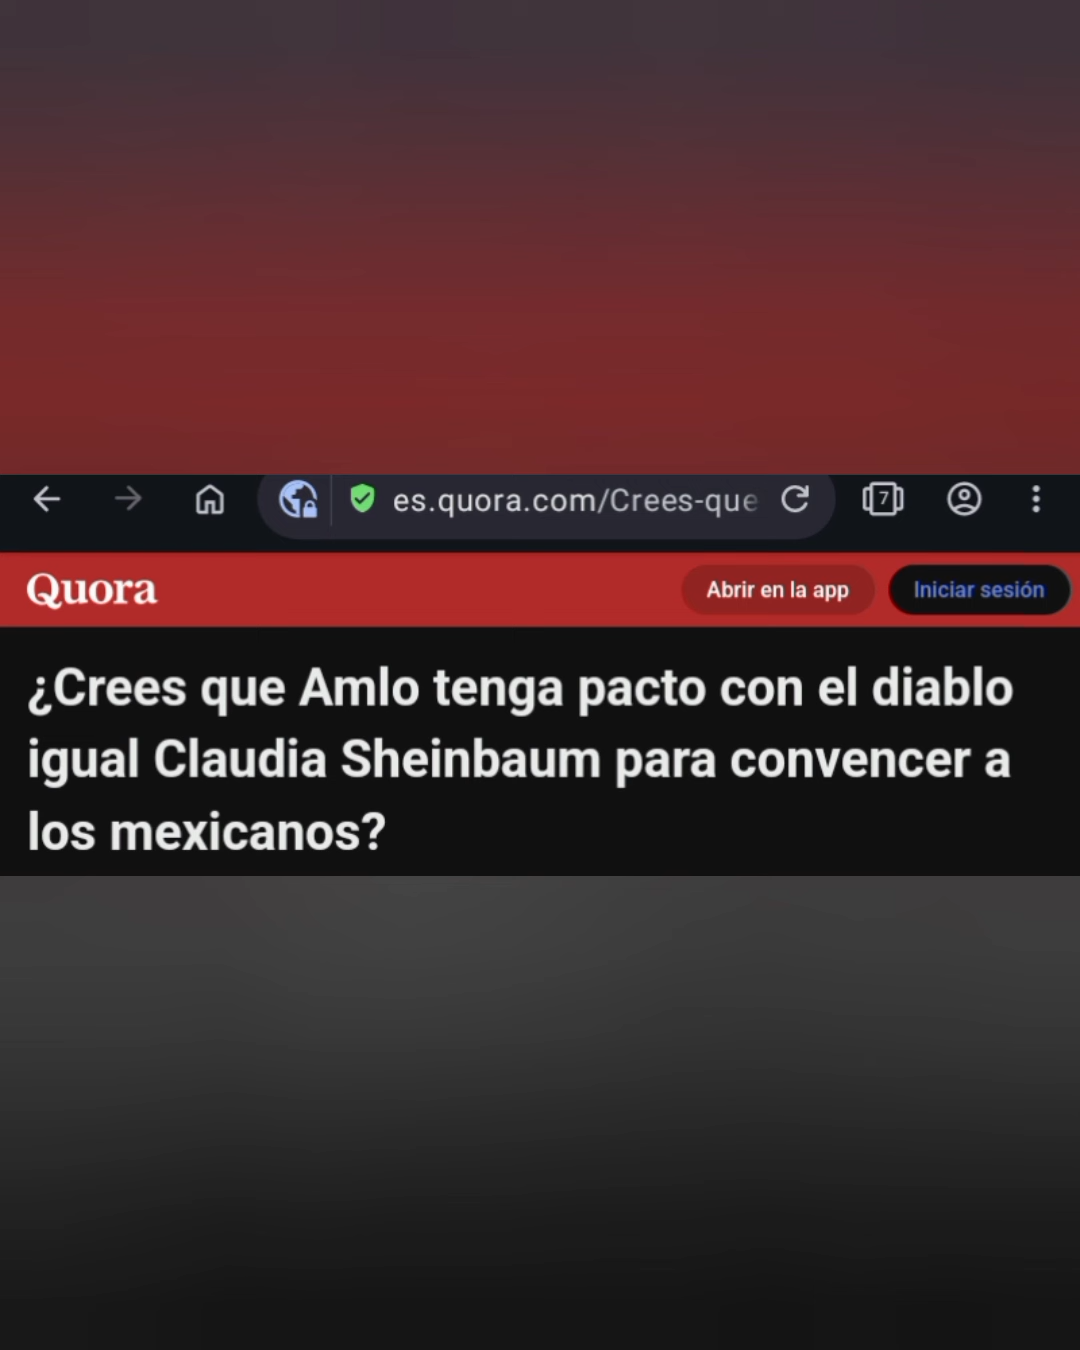 7
es.quora.com/Crees-que
Quora
Abrir en la app
Iniciar sesión
¿Crees que Amlo tenga pacto con el diablo
igual Claudia Sheinbaum para convencer a
los mexicanos?